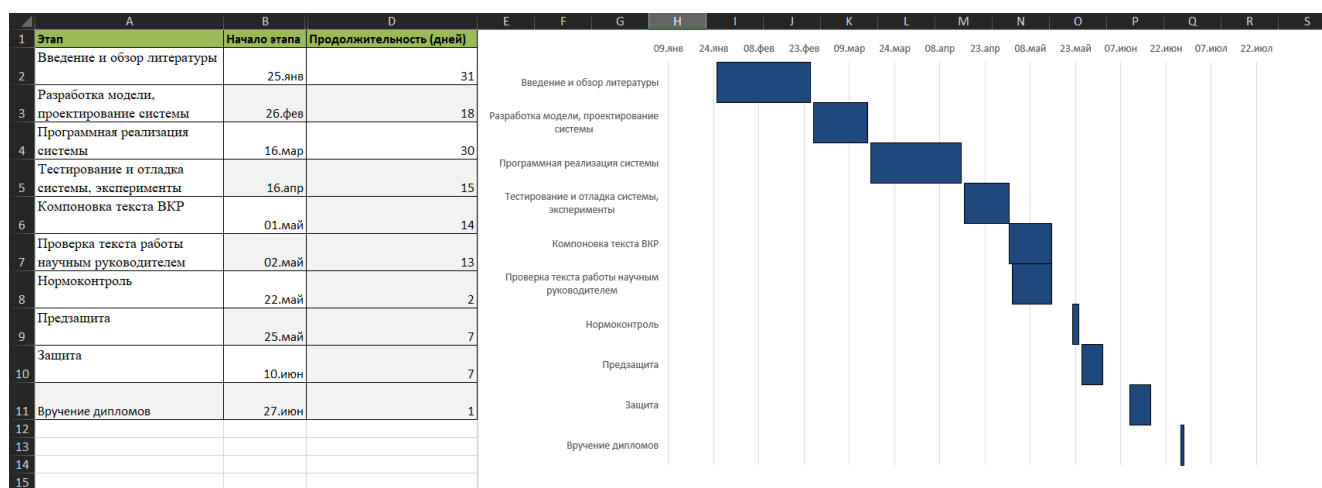 A B D E F G H I J K L M N O P Q R S
1 Этап Начало этапа Продолжительность (дней)
Введение и обзор литературы
2 25.янв 31
Разработка модели,
3 проектирование системы 26.фев 18
Программная реализация
4 системы 16.мар 30
Тестирование и отладка
5 системы, эксперименты 16.апр 15
Компоновка текста ВКР
6 01.май 14
Проверка текста работы
7 научным руководителем 02.май 13
Нормоконтроль
8 22.май 2
Предзащита
9 25.май 7
Защита
10 10.июн 7
11 Вручение дипломов 27.июн 1
12
13
14
15
09.янв 24.янв 08.фев 23.фев 09.мар 24.мар 08.апр 23.апр 08.май 23.май 07.июн 22.июн 07.июл 22.июл
Введение и обзор литературы
Разработка модели, проектирование
системы
Программная реализация системы
Тестирование и отладка системы,
эксперименты
Компоновка текста ВКР
Проверка текста работы научным
руководителем
Нормоконтроль
Предзащита
Защита
Вручение дипломов